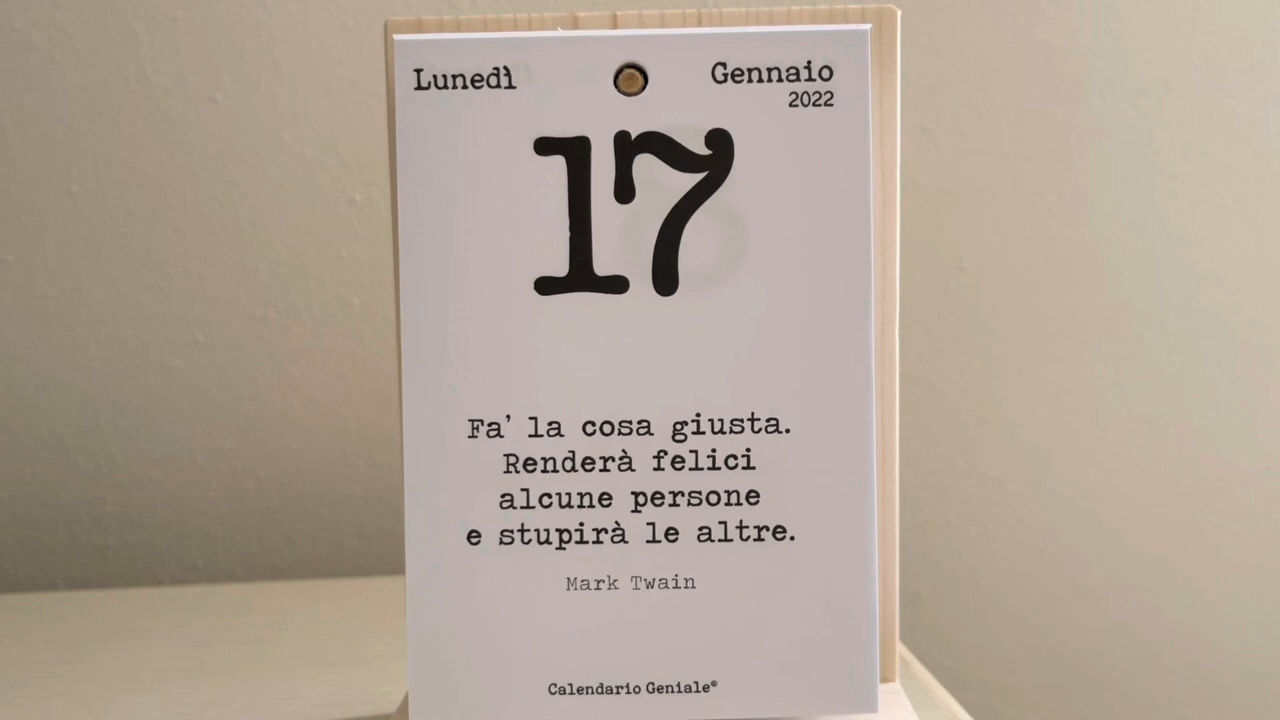 Lunedì
Gennaio
2022
17
Fa' la cosa giusta.
Renderà felici
alcune persone
e stupirà le altre.
Mark Twain
Calendario Geniale®